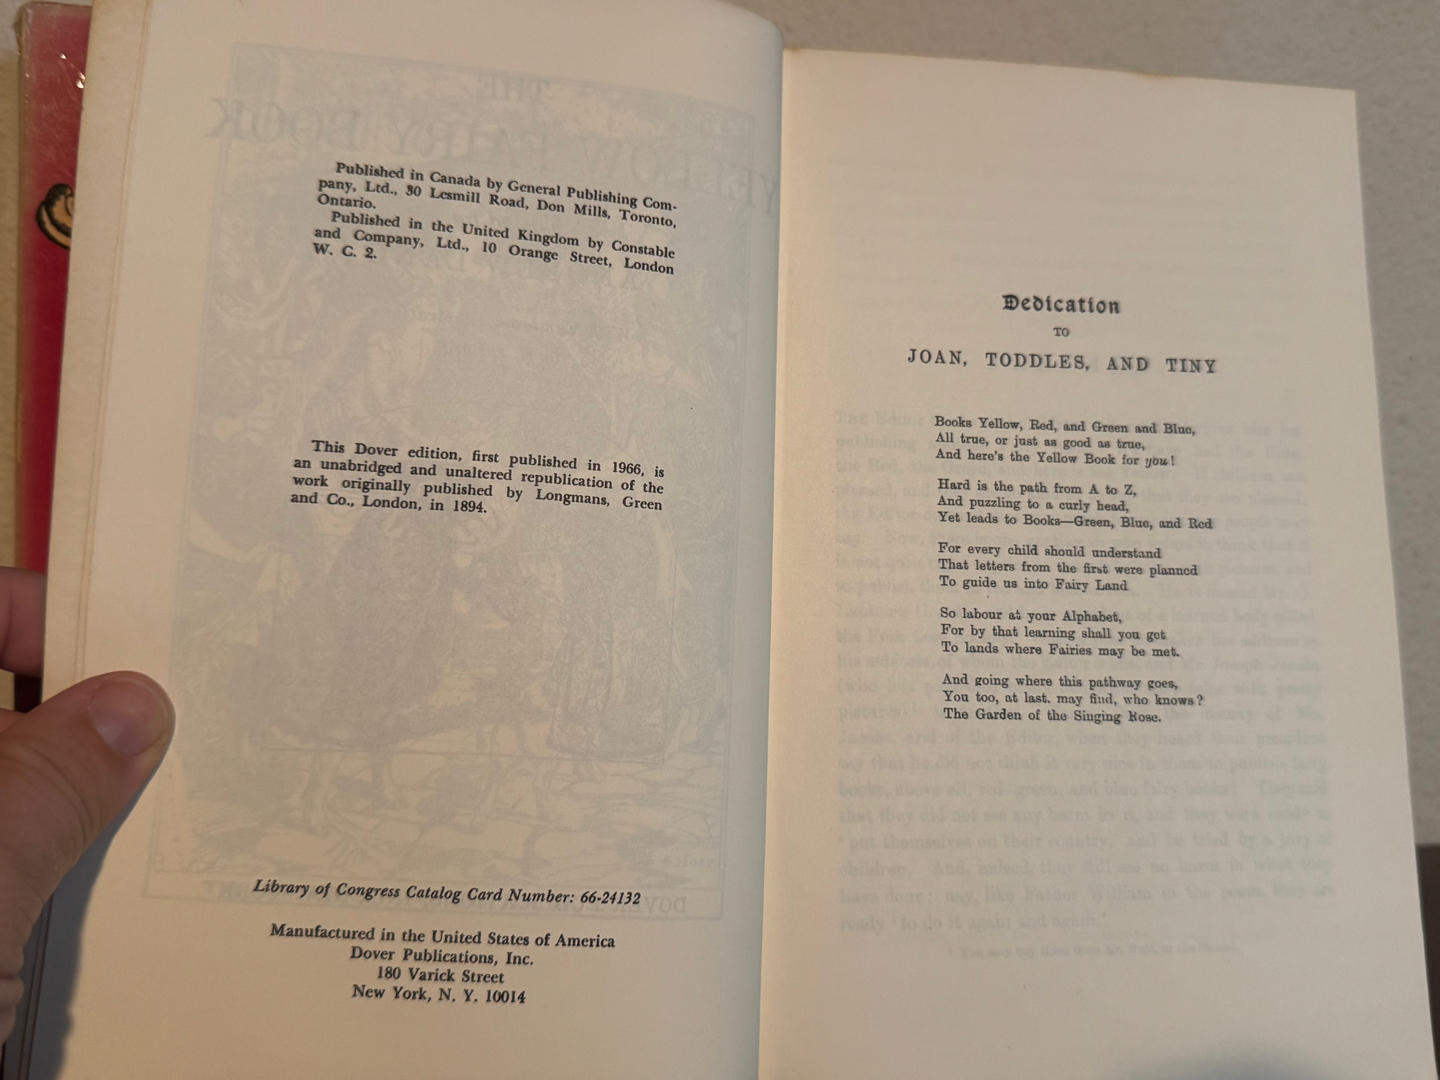 Published in Canada by General Publishing Com-
pany, Ltd., 30 Lesmill Road, Don Mills, Toronto,
Ontario.
Published in the United Kingdom by Constable
and Company, Ltd., 10 Orange Street, London
W. C. 2.
This Dover edition, first published in 1966, is
an unabridged and unaltered republication of the
work originally published by Longmans, Green
and Co., London, in 1894.
Library of Congress Catalog Card Number: 66-24132
Manufactured in the United States of America
Dover Publications, Inc.
180 Varick Street
New York, N. Y. 10014
Dedication
TO
JOAN, TODDLES, AND TINY
Books Yellow, Red, and Green and Blue,
All true, or just as good as true,
And here's the Yellow Book for you!
Hard is the path from A to Z,
And puzzling to a curly head,
Yet leads to Books—Green, Blue, and Red
For every child should understand
That letters from the first were planned
To guide us into Fairy Land
So labour at your Alphabet,
For by that learning shall you get
To lands where Fairies may be met.
And going where this pathway goes,
You too, at last, may find, who knows?
The Garden of the Singing Rose.